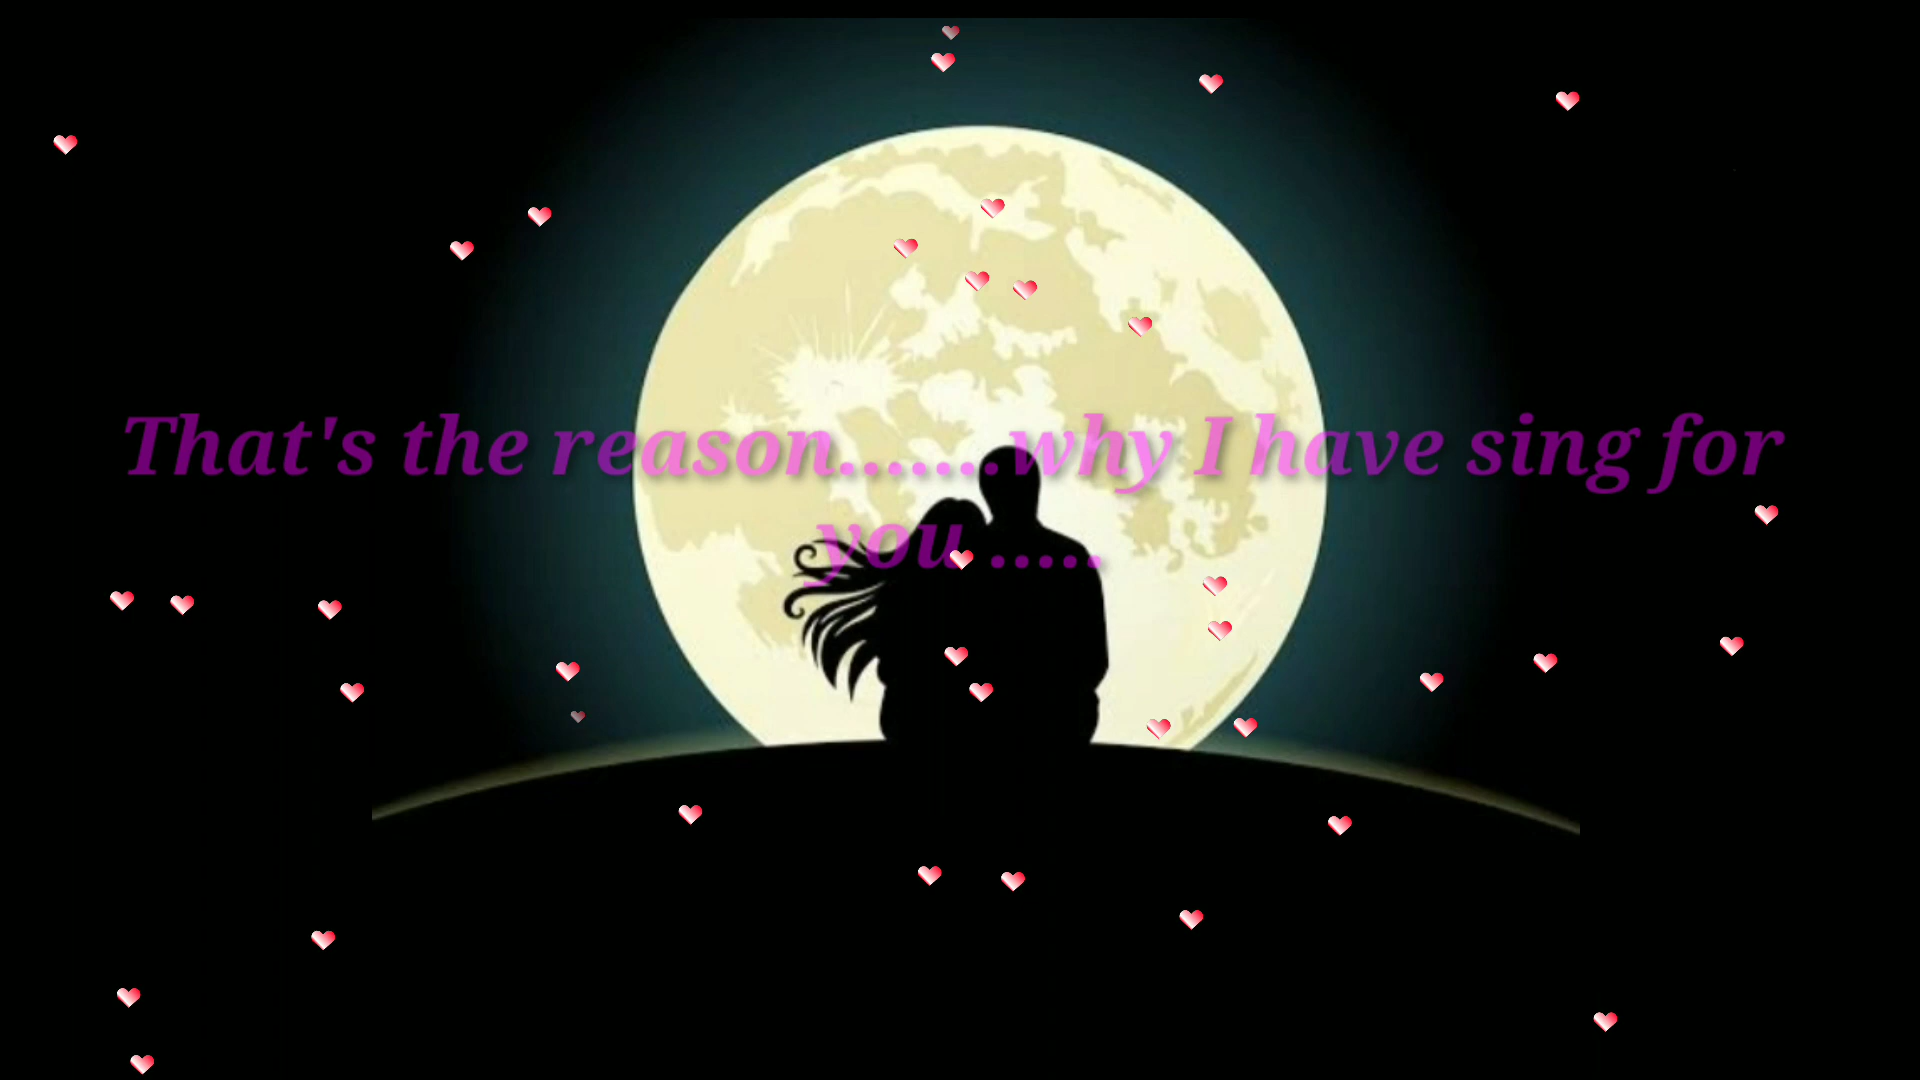 That's the reason.......why I have sing for
you .....